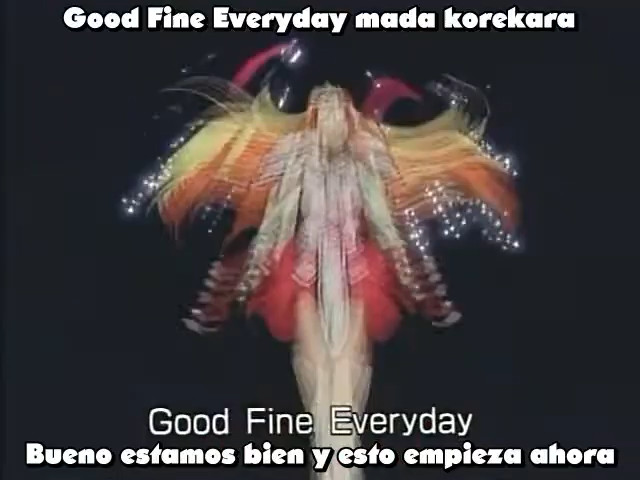 Good Fine Everyday mada korekara
Good Fine Everyday
Bueno estamos bien y esto empieza ahora